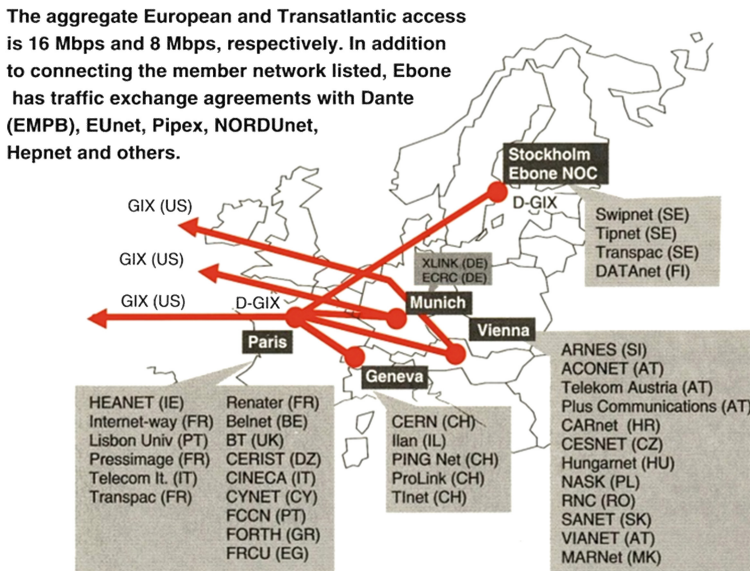 The aggregate European and Transatlantic access
is 16 Mbps and 8 Mbps, respectively. In addition
to connecting the member network listed, Ebone
has traffic exchange agreements with Dante
(EMPB), EUnet, Pipex, NORDUnet,
Hepnet and others.
Stockholm
Ebone NOC
D-GIX
Swipnet (SE)
Tipnet (SE)
Transpac (SE)
DATAnet (FI)
GIX (US)
GIX (US)
GIX (US)
D-GIX
XLINK (DE)
ECRC (DE)
Munich
Paris
Vienna
Geneva
HEANET (IE)
Internet-way (FR)
Lisbon Univ (PT)
Pressimage (FR)
Telecom It. (IT)
Transpac (FR)
Renater (FR)
Belnet (BE)
BT (UK)
CERIST (DZ)
CINECA (IT)
CYNET (CY)
FCCN (PT)
FORTH (GR)
FRCU (EG)
CERN (CH)
Ilan (IL)
PING Net (CH)
ProLink (CH)
TInet (CH)
ARNES (SI)
ACONET (AT)
Telekom Austria (AT)
Plus Communications (AT)
CARnet (HR)
CESNET (CZ)
Hungarnet (HU)
NASK (PL)
RNC (RO)
SANET (SK)
VIANET (AT)
MARNet (MK)